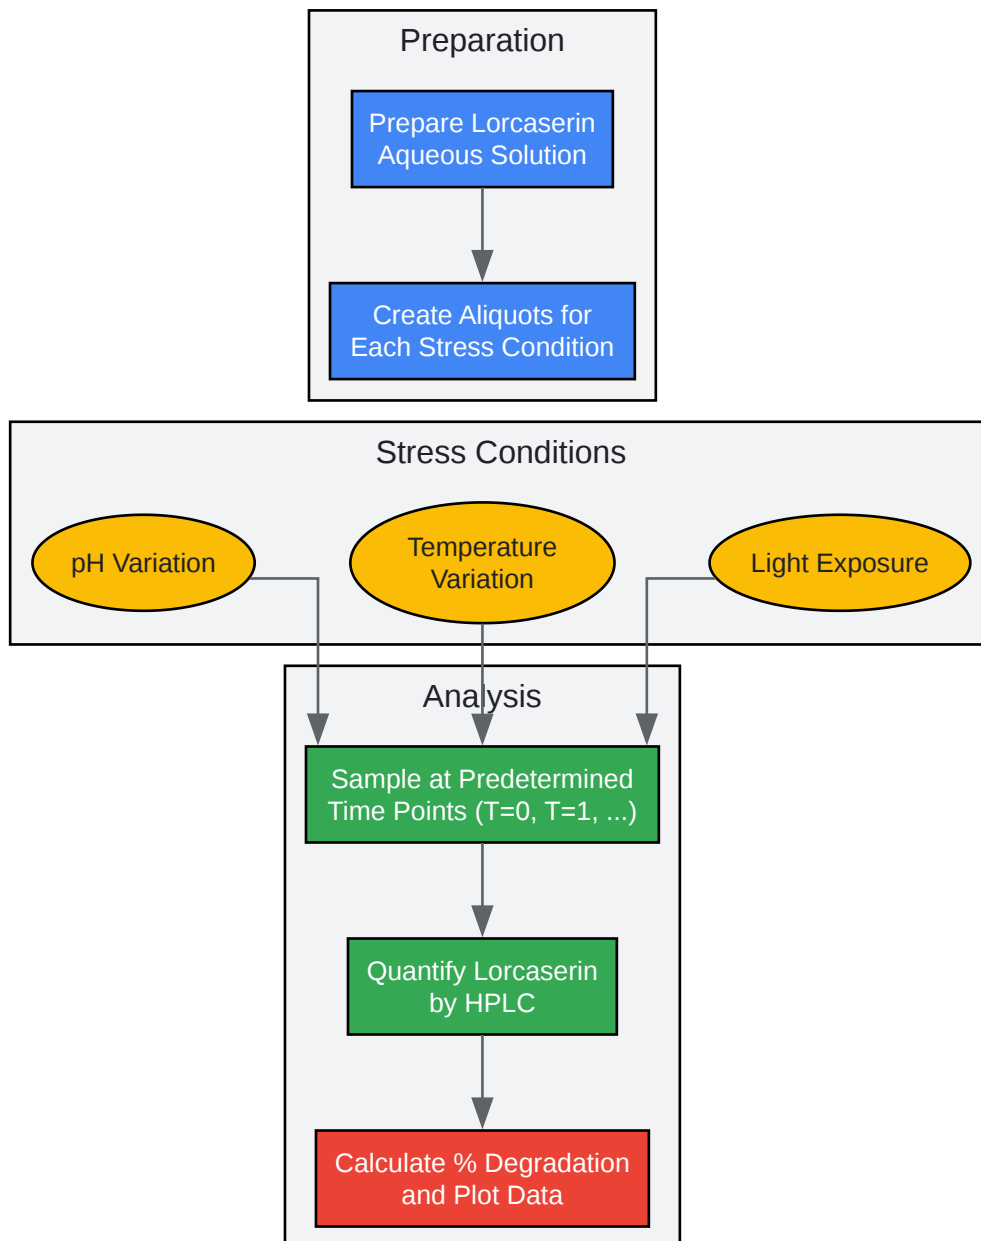 Preparation
Prepare Lorcaserin
Aqueous Solution
Create Aliquots for
Each Stress Condition
Stress Conditions
pH Variation
Temperature
Variation
Light Exposure
Analysis
Sample at Predetermined
Time Points (T=0, T=1, ...)
Quantify Lorcaserin
by HPLC
Calculate % Degradation
and Plot Data